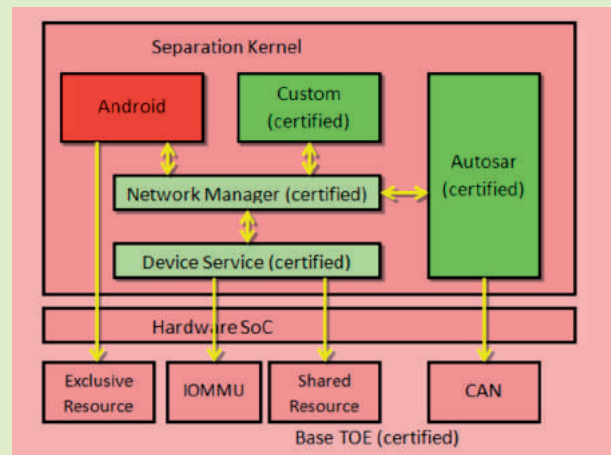 Separation Kernel
Android
Custom
(certified)
Autosar
(certified)
Network Manager (certified)
Device Service (certified)
Hardware SoC
Exclusive
Resource
IOMMU
Shared
Resource
CAN
Base TOE (certified)